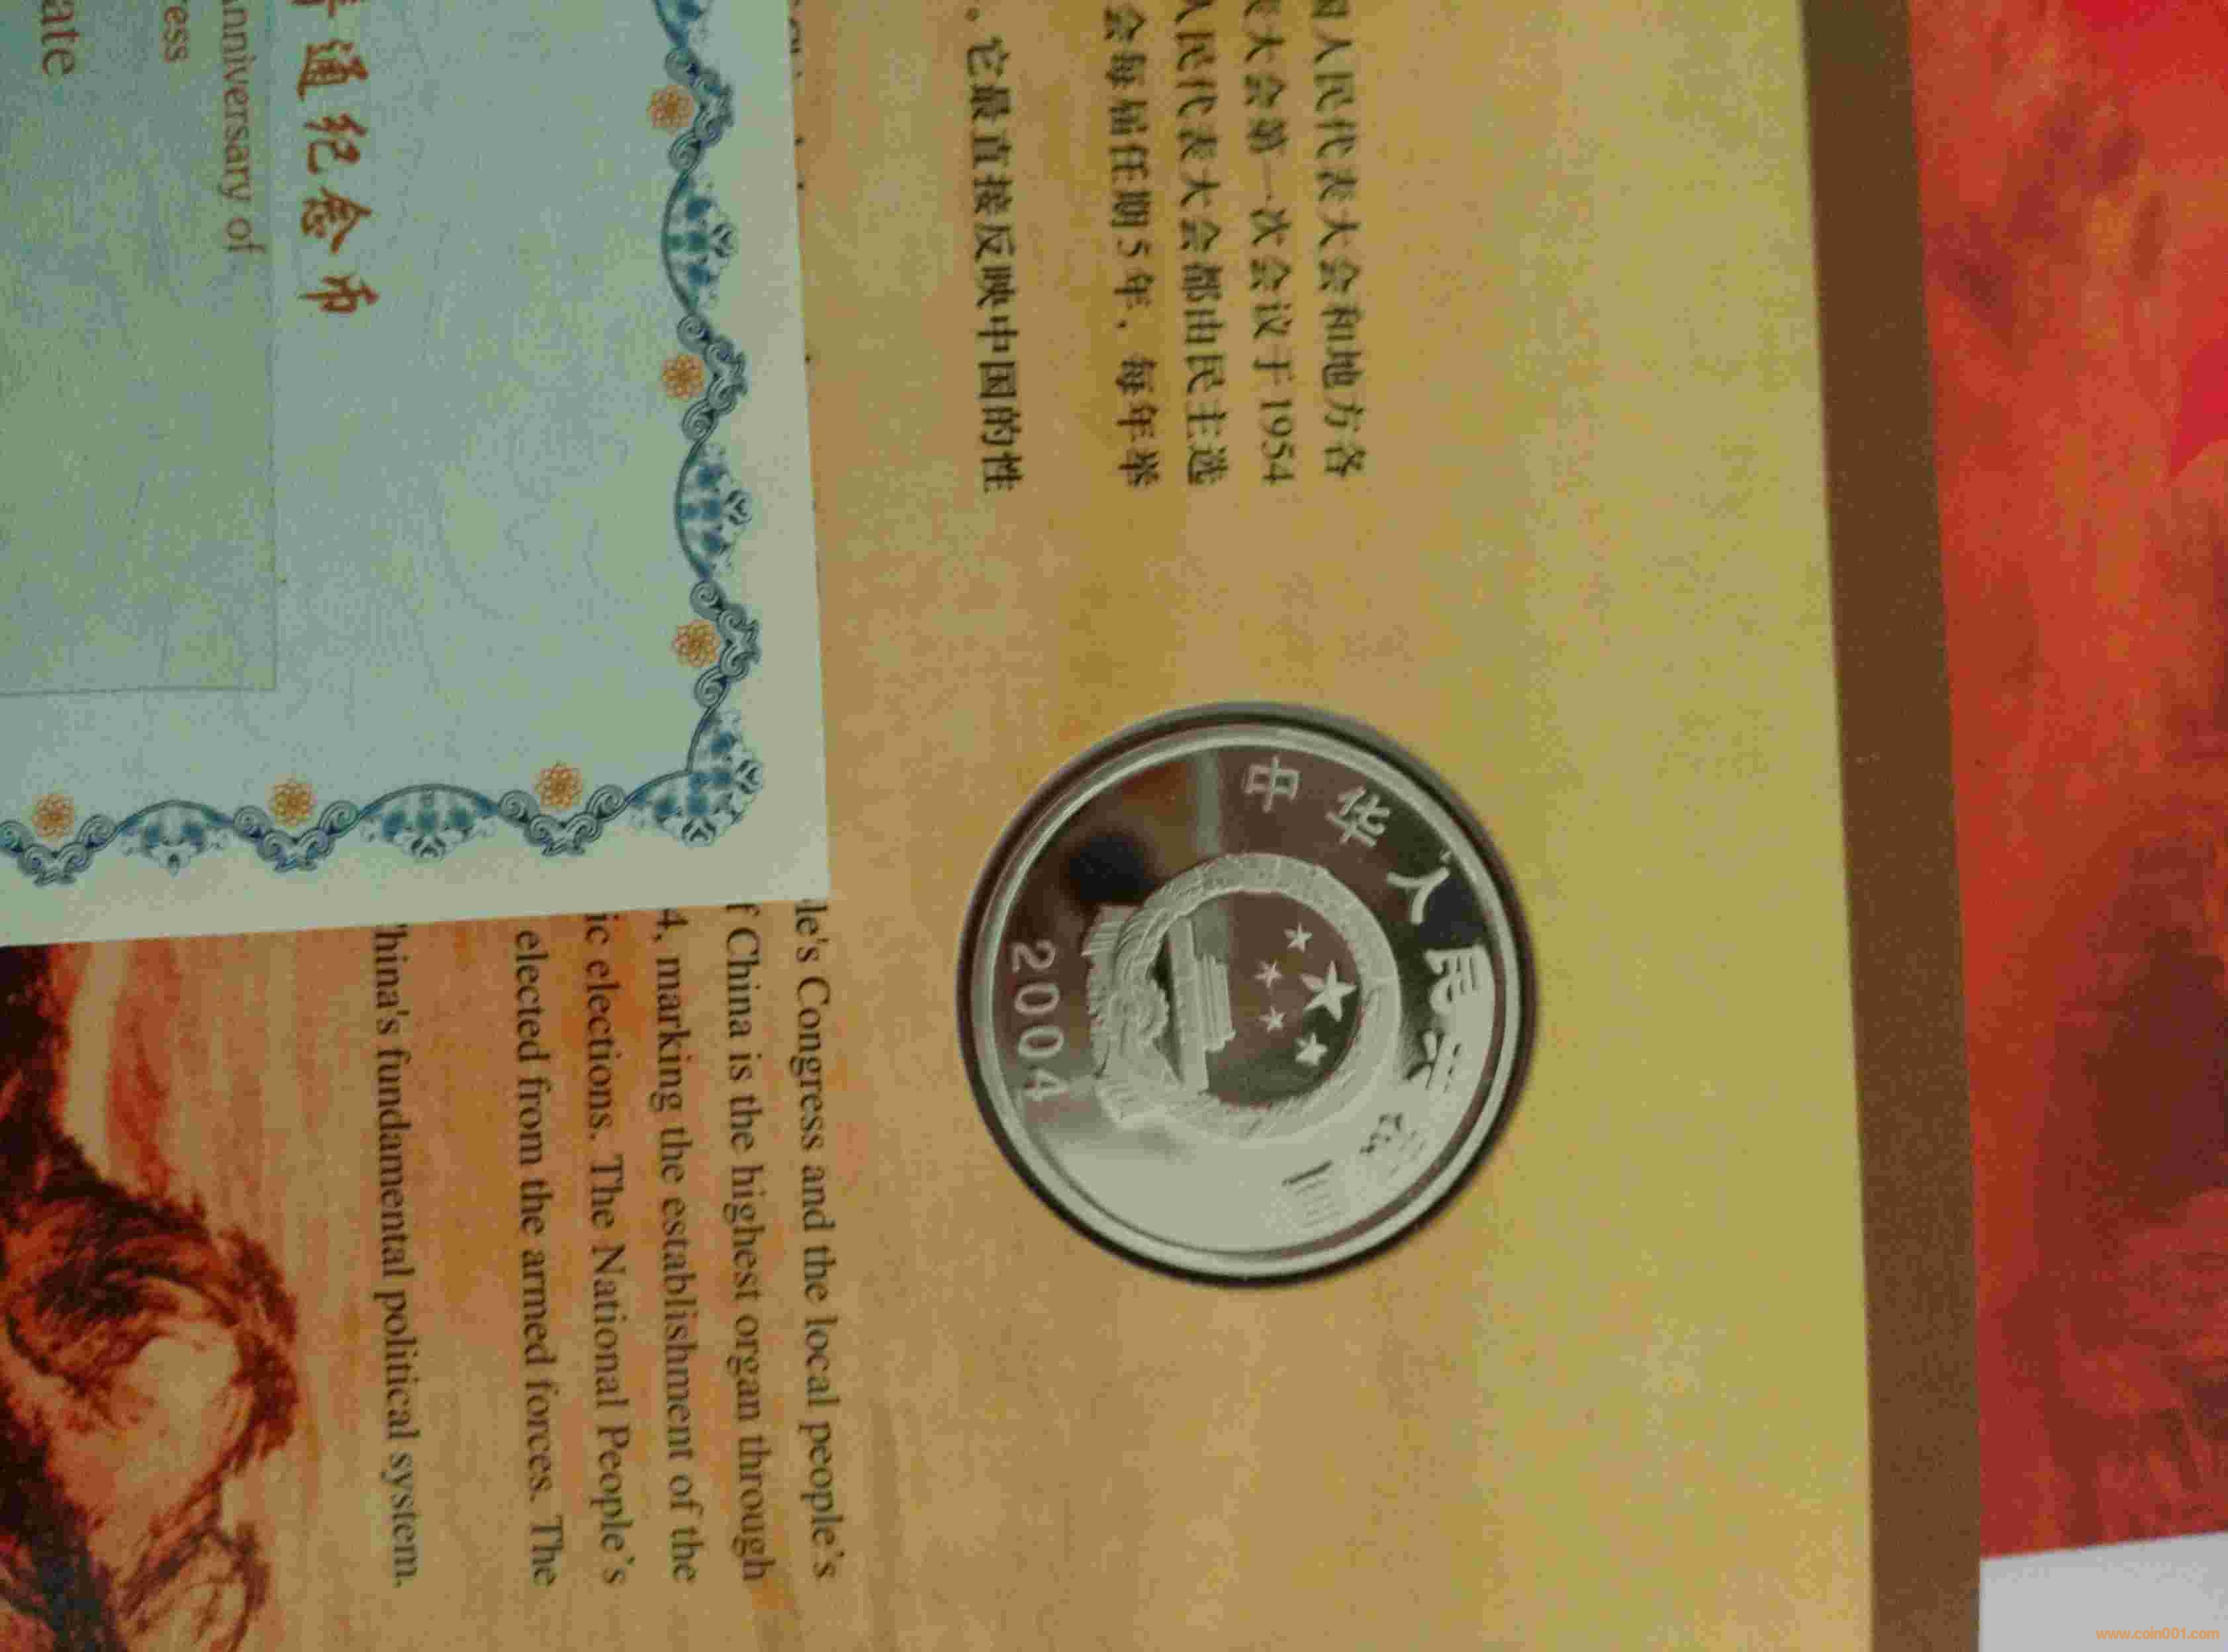 国人民代表大会和地方各
表大会第一次会议于1954
人民代表大会都由民主选
会每届任期5年，每年举
。它最直接反映中国的性
中华人民共和国
2004
le's Congress and the local people's
f China is the highest organ through
4, marking the establishment of the
ic elections. The National People's
elected from the armed forces. The
hina's fundamental political system.
通纪念币
Anniversary of
ress
ate
www.coin001.com